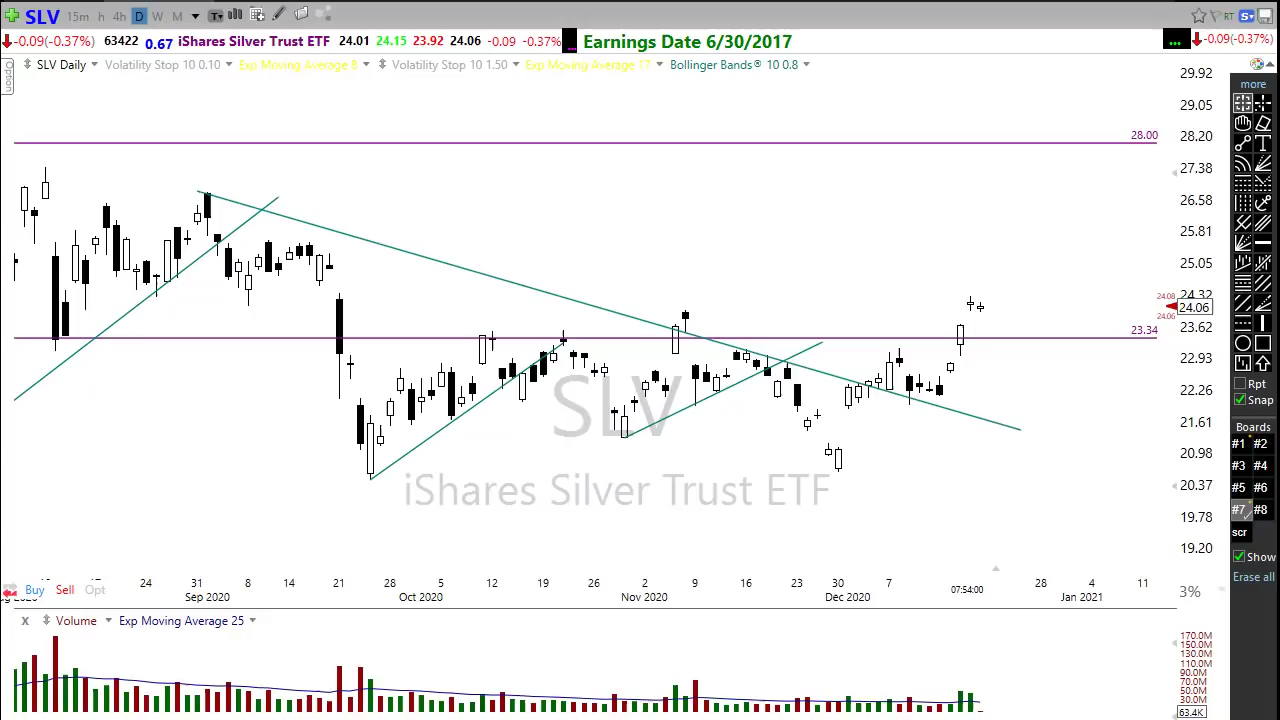 SLV 15m h 4h D W M T RT S
-0.09(-0.37%) 63422 0.67 iShares Silver Trust ETF 24.01 24.15 23.92 24.06 -0.09 -0.37% ... Earnings Date 6/30/2017 ... -0.09(-0.37%)
Option SLV Daily Volatility Stop 10 0.10 Exp Moving Average 8 Volatility Stop 10 1.50 Exp Moving Average 17 Bollinger Bands® 10 0.8
29.92
more
29.05
28.20
28.00
27.38
26.58
25.81
25.05
24.32
24.08
24.06
24.06
23.62
23.34
22.93
22.26
21.61
20.98
20.37
19.78
19.20
SLV
iShares Silver Trust ETF
Rpt
Snap
Boards
#1 #2
#3 #4
#5 #6
#7 #8
scr
Show
Erase all
24 31 8 14 21 28 5 12 19 26 2 9 16 23 30 7 28 4 11
Buy Sell Opt
2020 Sep 2020 Oct 2020 Nov 2020 Dec 2020 07:54:00 Jan 2021
3%
x Volume Exp Moving Average 25
170.0M
150.0M
130.0M
110.0M
90.0M
70.0M
50.0M
30.0M
63.4K